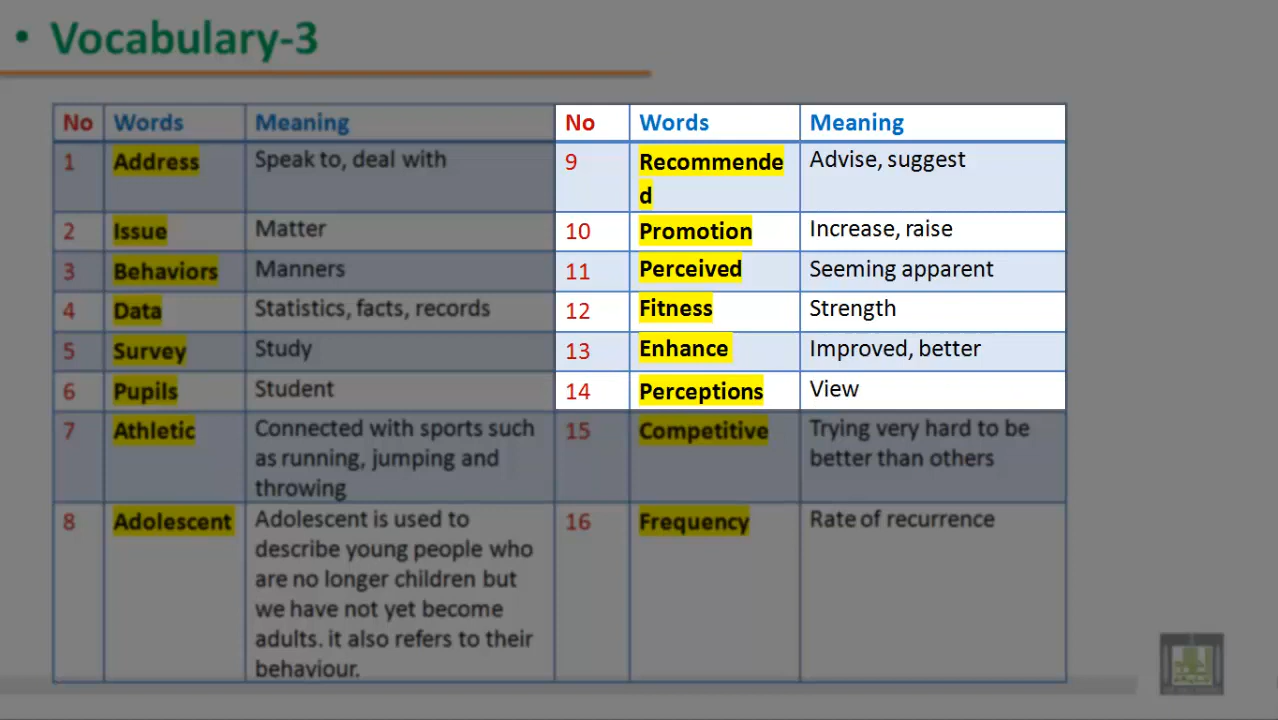 • Vocabulary-3
No Words Meaning No Words Meaning
1 Address Speak to, deal with 9 Recommende
d Advise, suggest
2 Issue Matter 10 Promotion Increase, raise
3 Behaviors Manners 11 Perceived Seeming apparent
4 Data Statistics, facts, records 12 Fitness Strength
5 Survey Study 13 Enhance Improved, better
6 Pupils Student 14 Perceptions View
7 Athletic Connected with sports such
as running, jumping and
throwing
15 Competitive Trying very hard to be
better than others
8 Adolescent Adolescent is used to
describe young people who
are no longer children but
we have not yet become
adults. it also refers to their
behaviour.
16 Frequency Rate of recurrence